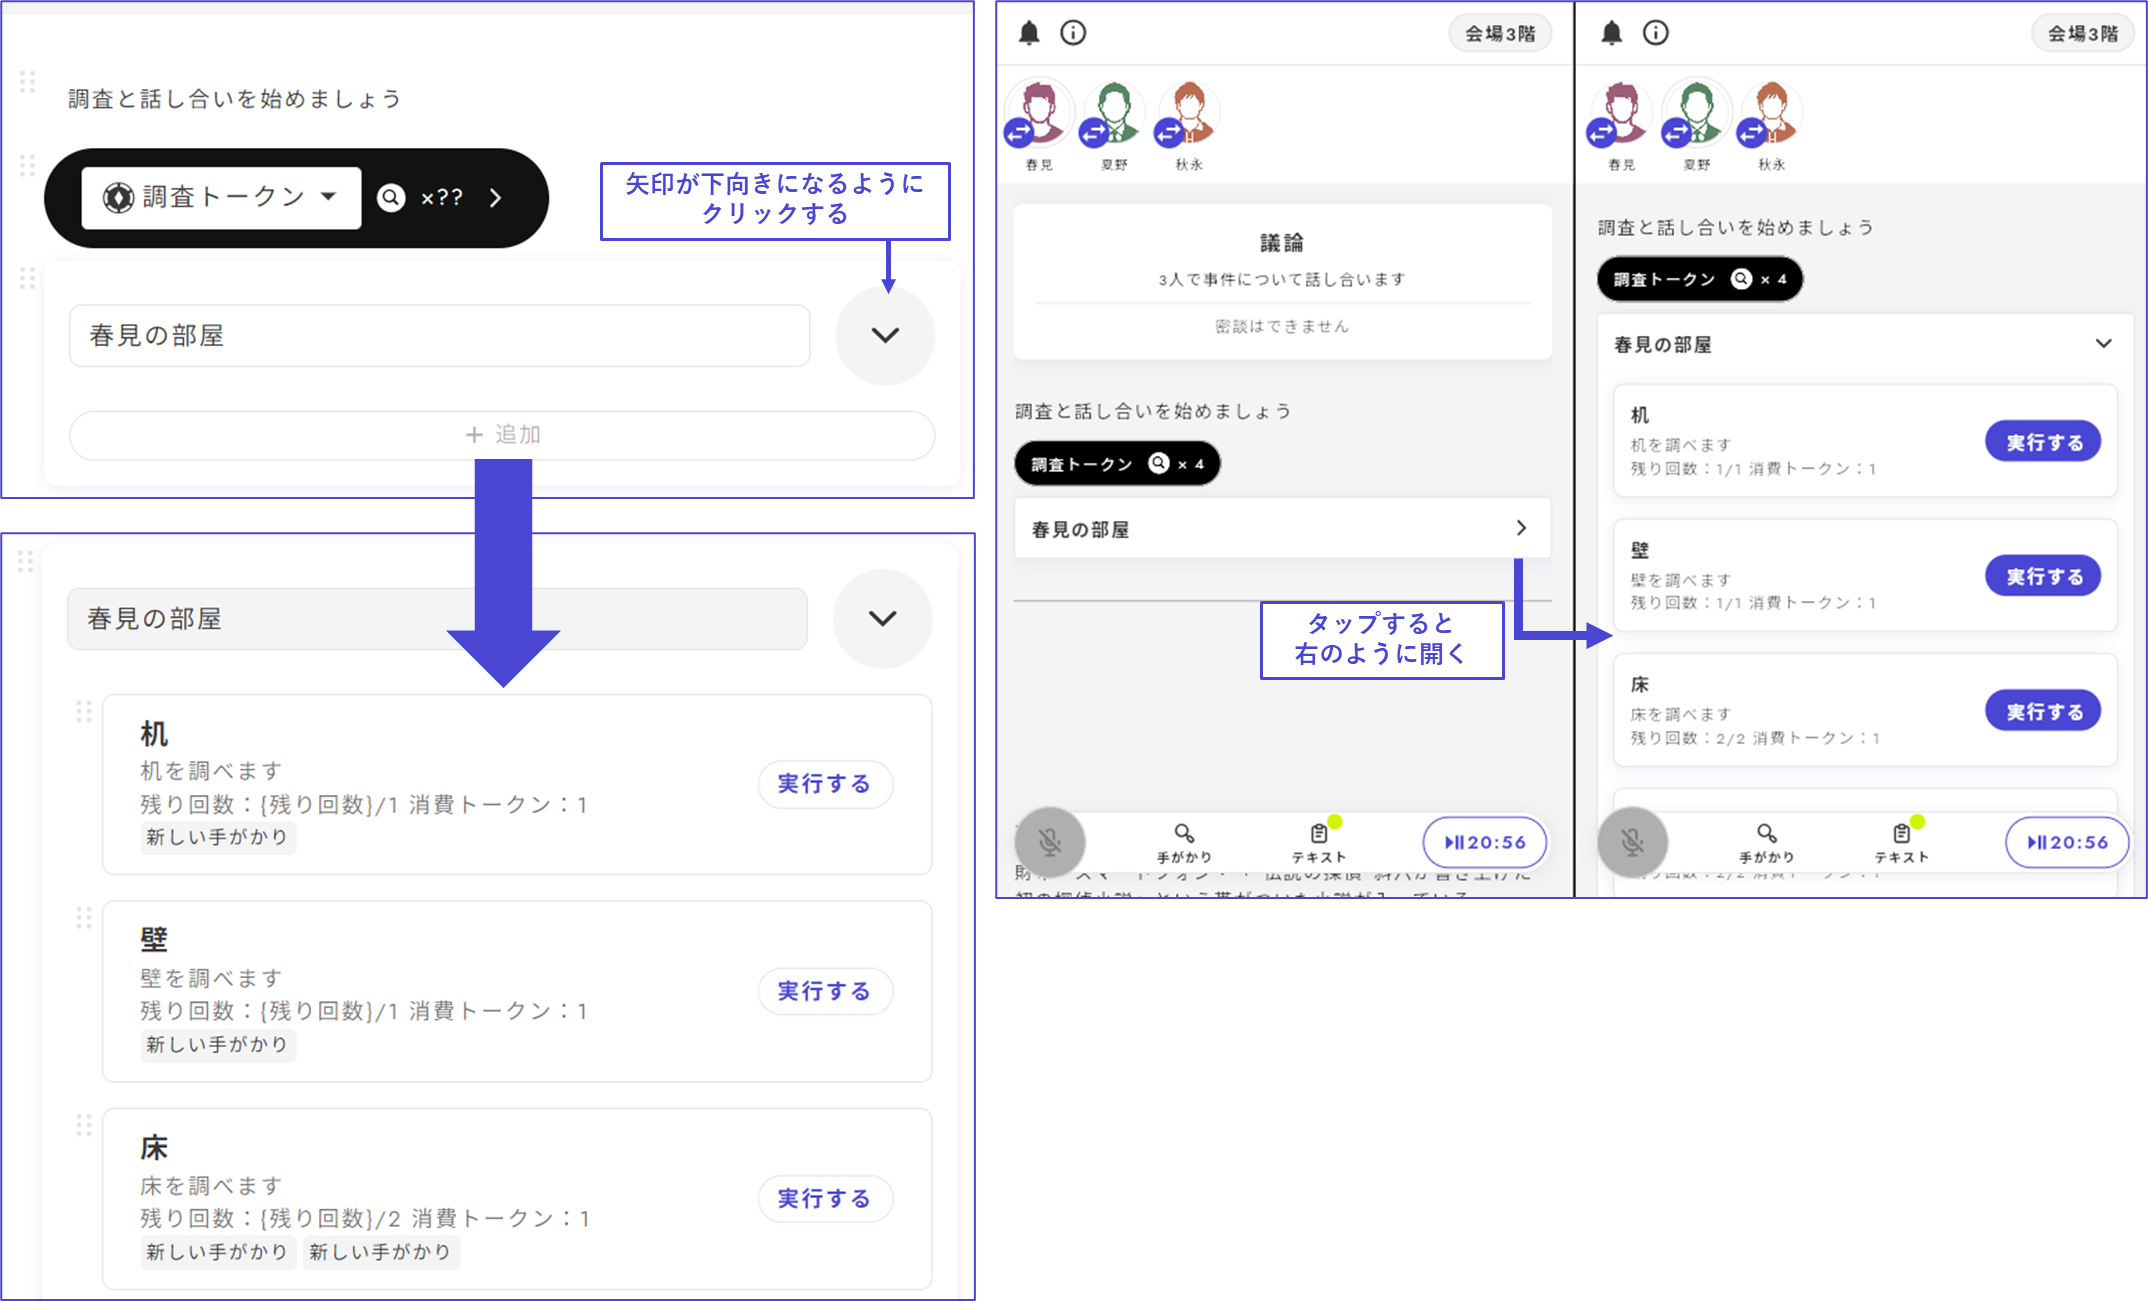 調査と話し合いを始めましょう
調査トークン ×??
矢印が下向きになるように
クリックする
春見の部屋
+ 追加
春見の部屋
机
机を調べます
残り回数：{残り回数}/1 消費トークン：1
新しい手がかり
実行する
壁
壁を調べます
残り回数：{残り回数}/1 消費トークン：1
新しい手がかり
実行する
床
床を調べます
残り回数：{残り回数}/2 消費トークン：1
新しい手がかり 新しい手がかり
実行する
会場3階
春見 夏野 秋永
議論
3人で事件について話し合います
密談はできません
調査と話し合いを始めましょう
調査トークン × 4
春見の部屋
タップすると
右のように開く
手がかり
テキスト
20:56
会場3階
春見 夏野 秋永
調査と話し合いを始めましょう
調査トークン × 4
春見の部屋
机
机を調べます
残り回数：1/1 消費トークン：1
実行する
壁
壁を調べます
残り回数：1/1 消費トークン：1
実行する
床
床を調べます
残り回数：2/2 消費トークン：1
実行する
手がかり
テキスト
20:56